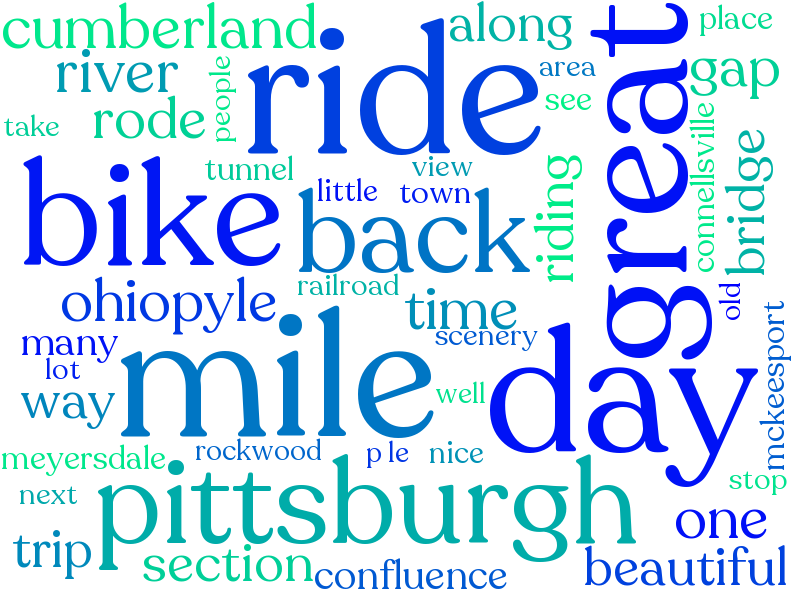 cumberland
along
place
river
ride
great
area
gap
people
see
rode
take
connellsville
tunnel
view
bridge
riding
bike
little
town
back
railroad
old
ohiopyle
time
many
scenery
mckeesport
lot
mile
day
way
well
meyersdale
rockwood
p le
nice
stop
next
pittsburgh
one
trip
section
confluence
beautiful